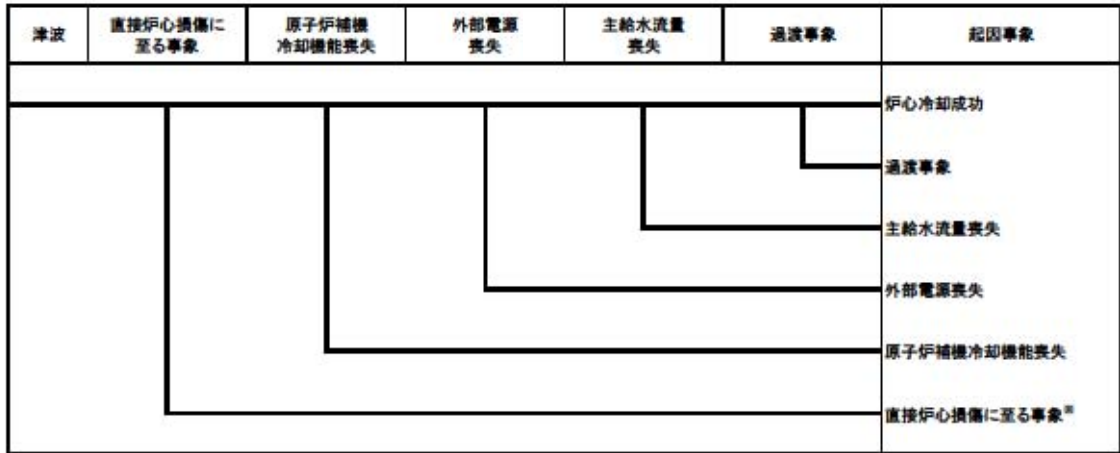 津波
直接炉心損傷に
至る事象
原子炉補機
冷却機能喪失
外部電源
喪失
主給水流量
喪失
過渡事象
起因事象
炉心冷却成功
過渡事象
主給水流量喪失
外部電源喪失
原子炉補機冷却機能喪失
直接炉心損傷に至る事象※